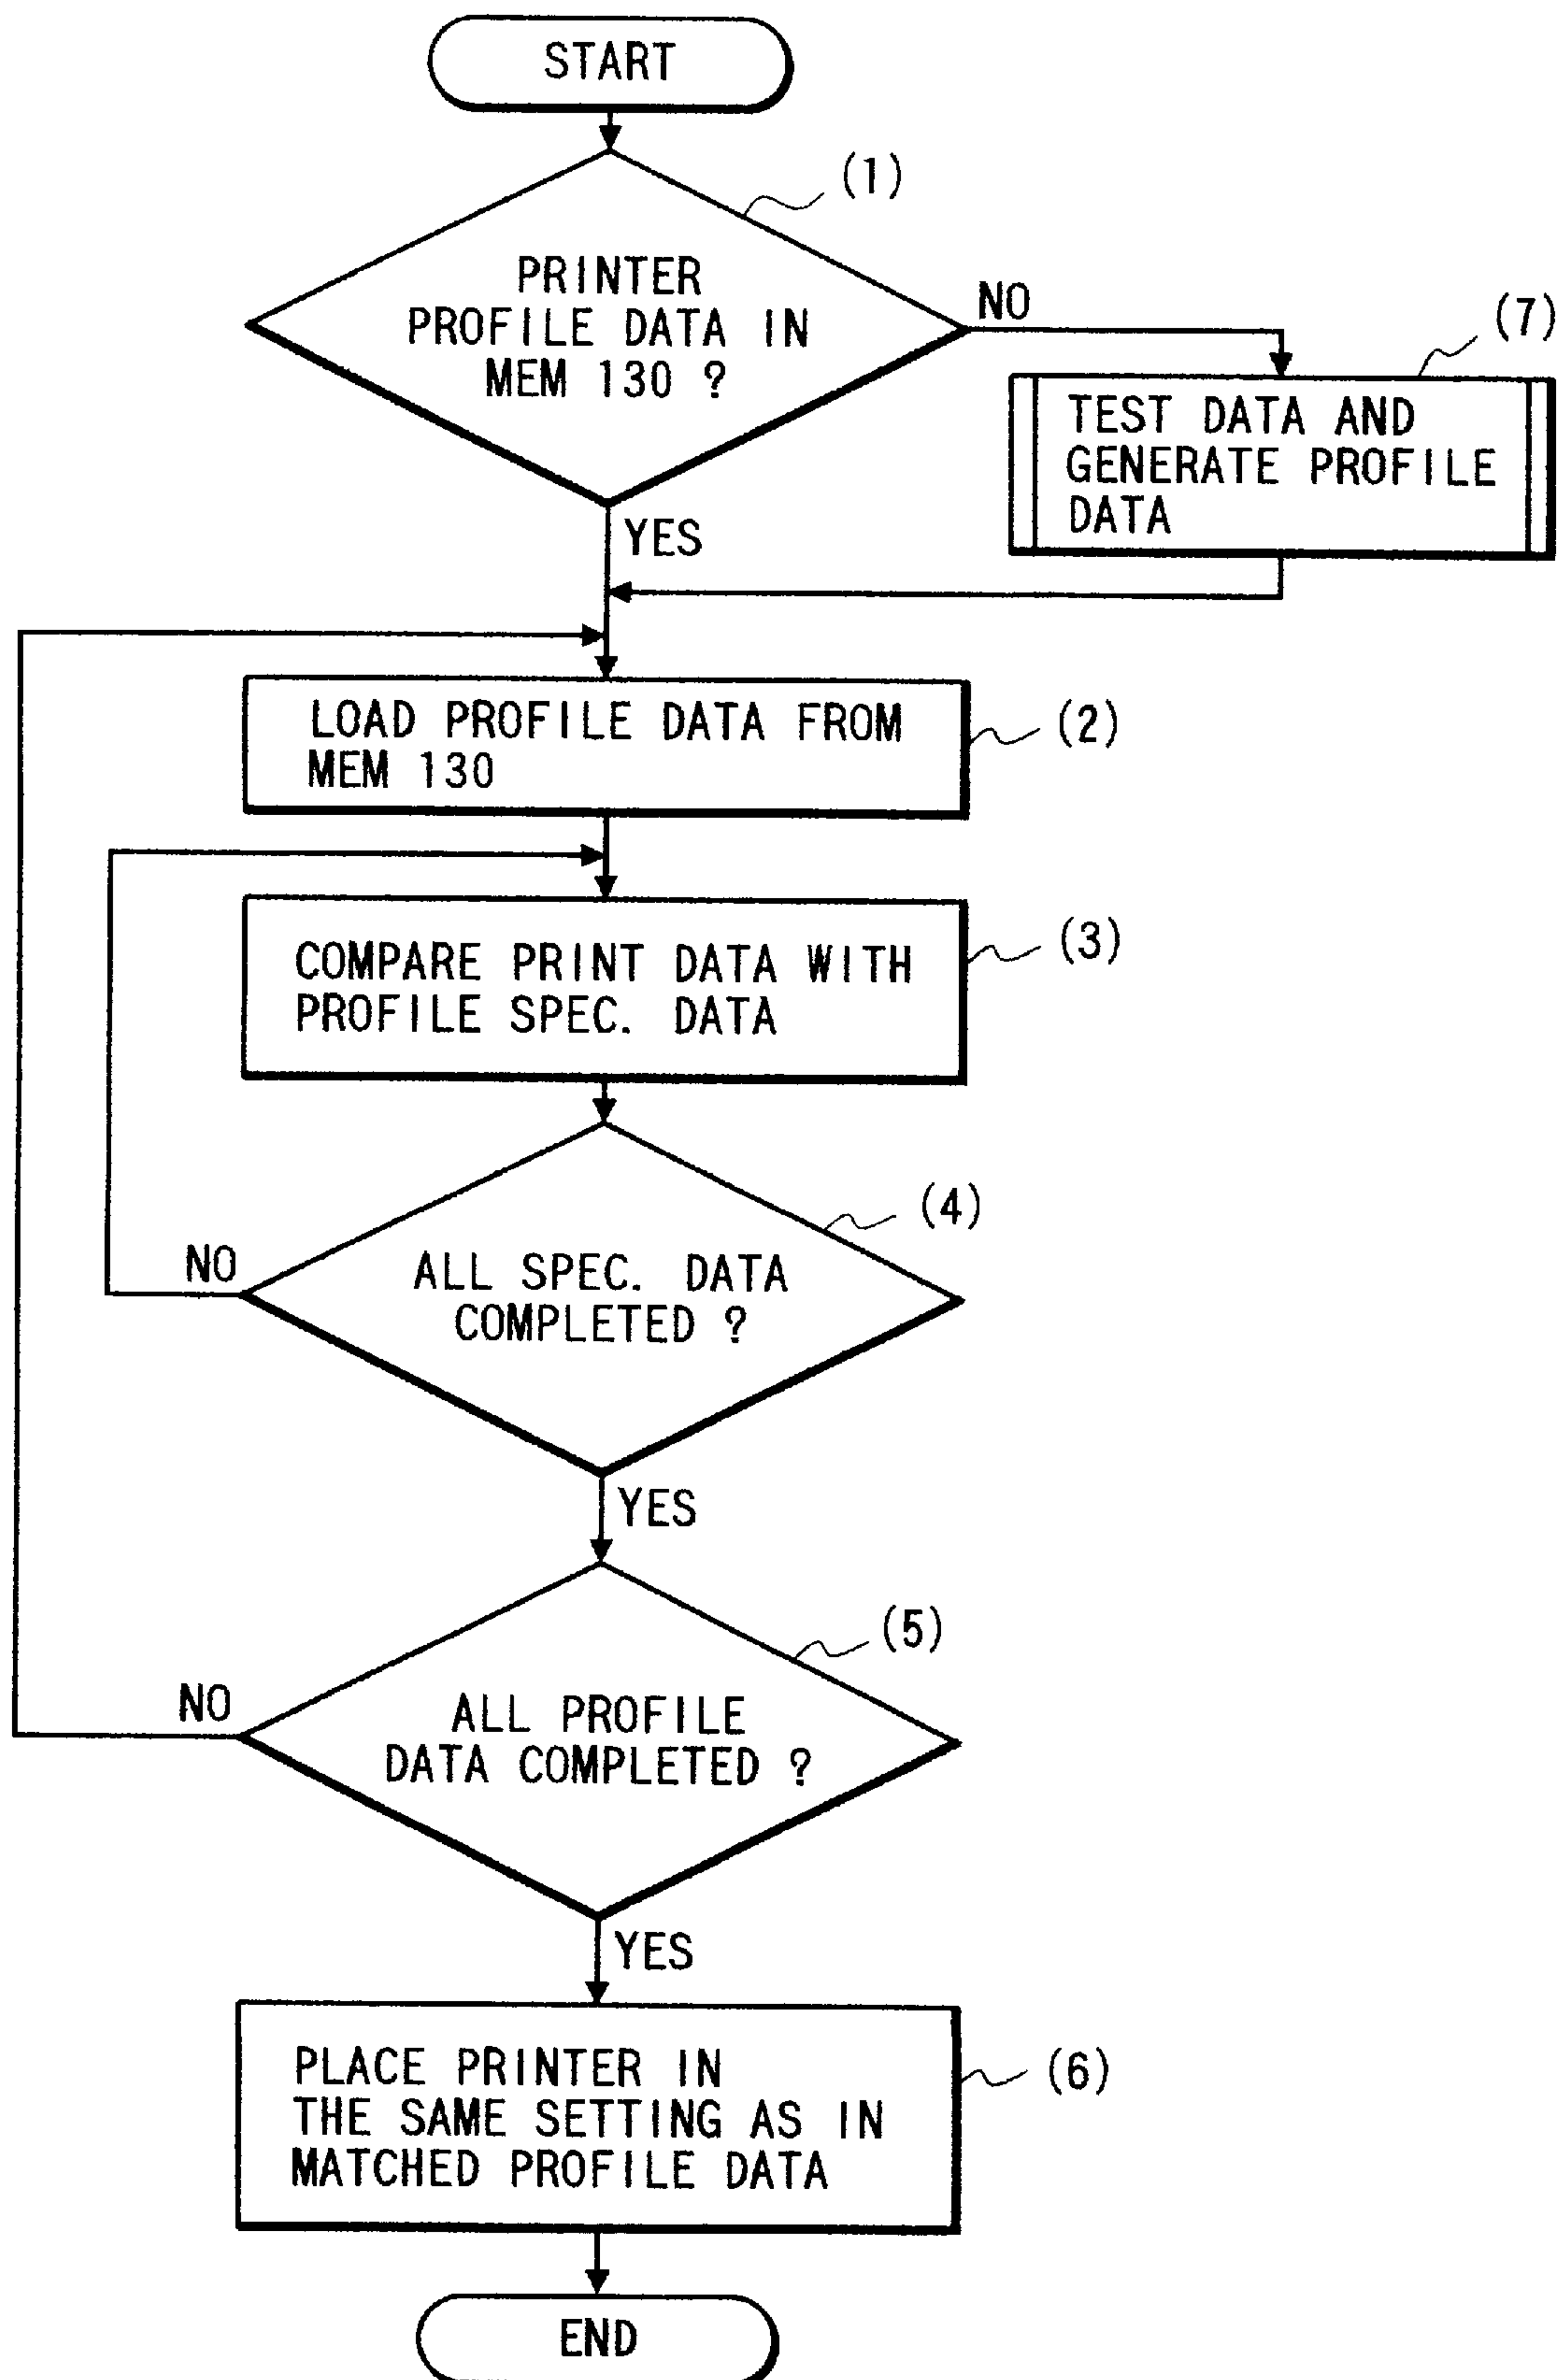 START
(1)
PRINTER
PROFILE DATA IN
MEM 130 ?
NO
(7)
TEST DATA AND
GENERATE PROFILE
DATA
YES
LOAD PROFILE DATA FROM
MEM 130
(2)
COMPARE PRINT DATA WITH
PROFILE SPEC. DATA
(3)
(4)
ALL SPEC. DATA
COMPLETED ?
NO
YES
(5)
ALL PROFILE
DATA COMPLETED ?
NO
YES
PLACE PRINTER IN
THE SAME SETTING AS IN
MATCHED PROFILE DATA
(6)
END